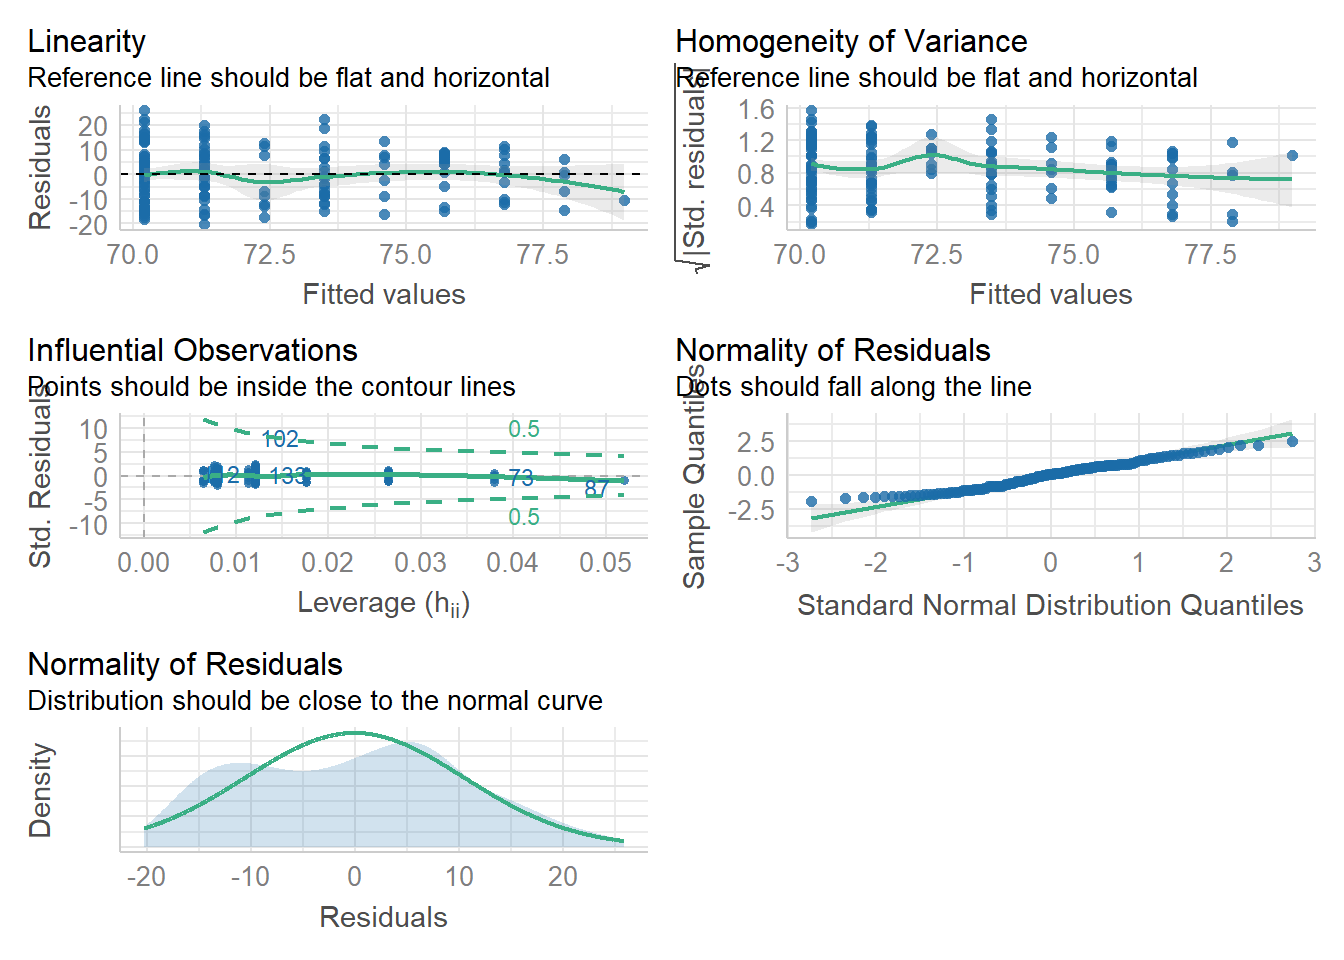 Linearity
Reference line should be flat and horizontal
Residuals
20
10
0
-10
-20
70.0 72.5 75.0 77.5
Fitted values
Homogeneity of Variance
Reference line should be flat and horizontal
√|Std. residuals|
1.6
1.2
0.8
0.4
70.0 72.5 75.0 77.5
Fitted values
Influential Observations
Points should be inside the contour lines
Std. Residuals
10
5
0
-5
-10
0.5
102
2
133
73
87
0.5
0.00 0.01 0.02 0.03 0.04 0.05
Leverage (hii)
Normality of Residuals
Dots should fall along the line
Sample Quantiles
2.5
0.0
-2.5
-3 -2 -1 0 1 2 3
Standard Normal Distribution Quantiles
Normality of Residuals
Distribution should be close to the normal curve
Density
-20 -10 0 10 20
Residuals